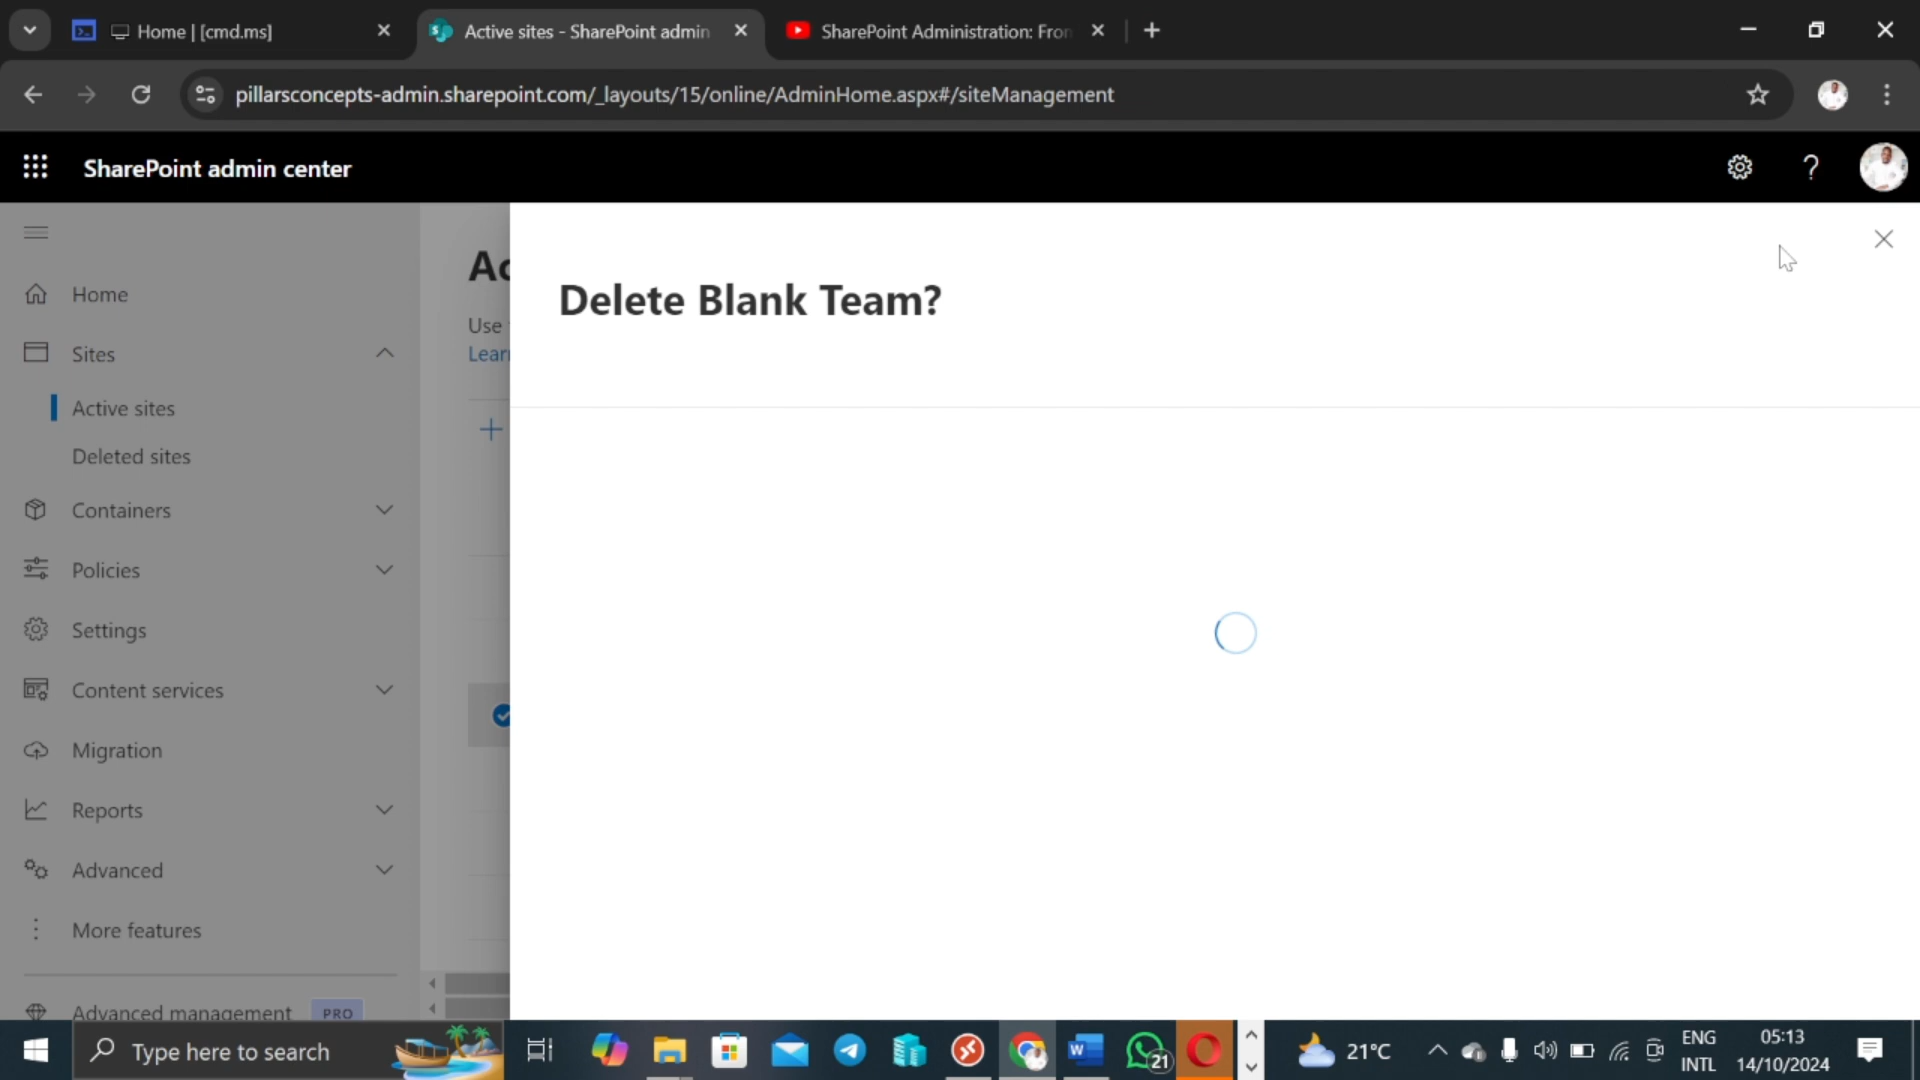 Home | [cmd.ms]
Active sites - SharePoint admin
SharePoint Administration: Fron
pillarsconcepts-admin.sharepoint.com/_layouts/15/online/AdminHome.aspx#/siteManagement
SharePoint admin center
Home
Sites
Active sites
Deleted sites
Containers
Policies
Settings
Content services
Migration
Reports
Advanced
More features
Advanced management PRO
Ac
Use
Lear
Delete Blank Team?
Type here to search
21
21°C
ENG
INTL
05:13
14/10/2024